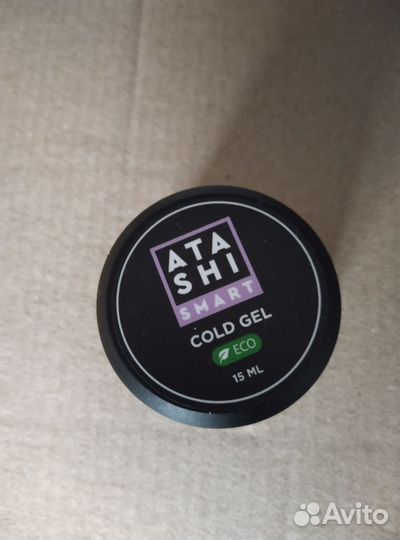 ATA
SHI
SMART
COLD GEL
ECO
15 ML
Avito